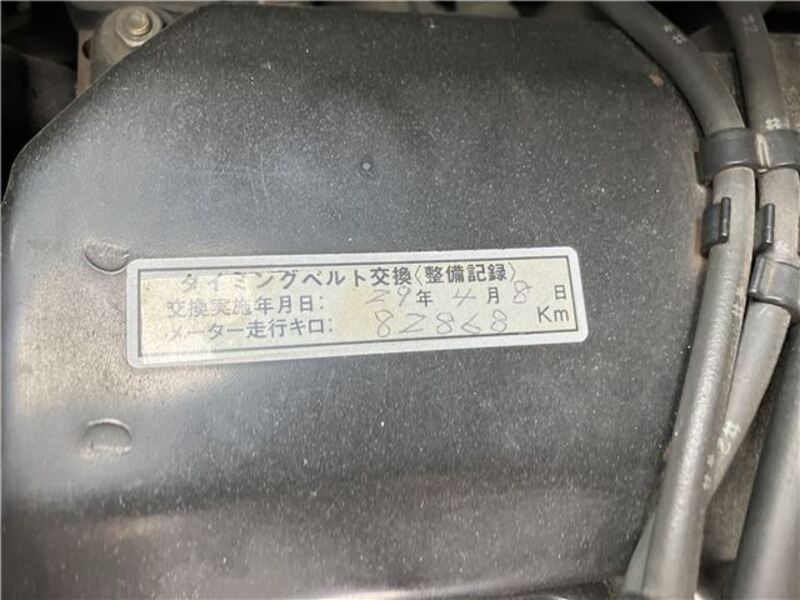 タイミングベルト交換〈整備記録〉
交換実施年月日: 29年 4月 8日
メーター走行キロ: 82868 Km